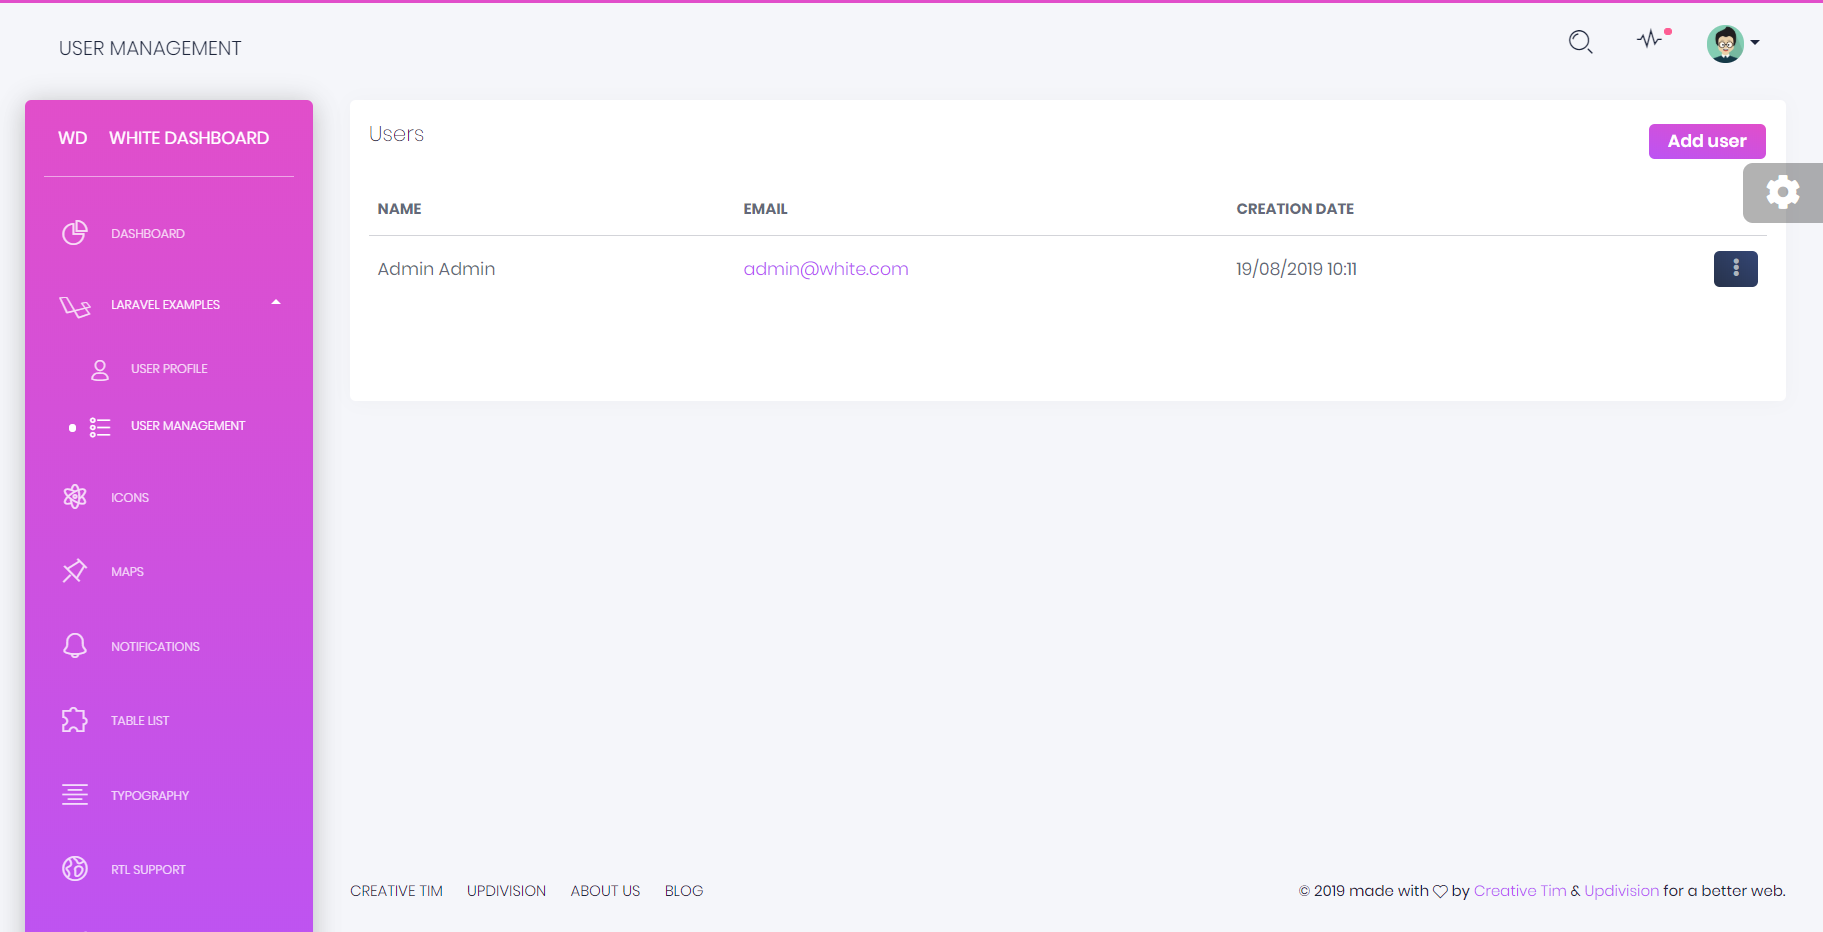 USER MANAGEMENT
WD WHITE DASHBOARD
DASHBOARD
LARAVEL EXAMPLES
USER PROFILE
USER MANAGEMENT
ICONS
MAPS
NOTIFICATIONS
TABLE LIST
TYPOGRAPHY
RTL SUPPORT
Users
Add user
NAME EMAIL CREATION DATE
Admin Admin admin@white.com 19/08/2019 10:11
CREATIVE TIM UPDIVISION ABOUT US BLOG
© 2019 made with ♡ by Creative Tim & Updivision for a better web.